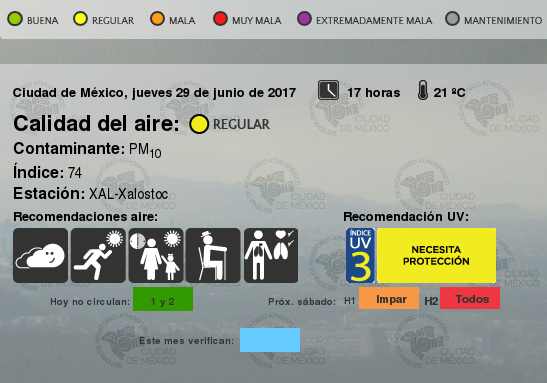 BUENA REGULAR MALA MUY MALA EXTREMADAMENTE MALA MANTENIMIENTO
Ciudad de México, jueves 29 de junio de 2017 17 horas 21 ºC
Calidad del aire: REGULAR
Contaminante: PM10
Índice: 74
Estación: XAL-Xalostoc
Recomendaciones aire: Recomendación UV:
ÍNDICE
UV
3
NECESITA
PROTECCIÓN
Hoy no circulan: 1 y 2 Próx. sábado: H1 Impar H2 Todos
Este mes verifican:
CIUDAD
DE MÉXICO